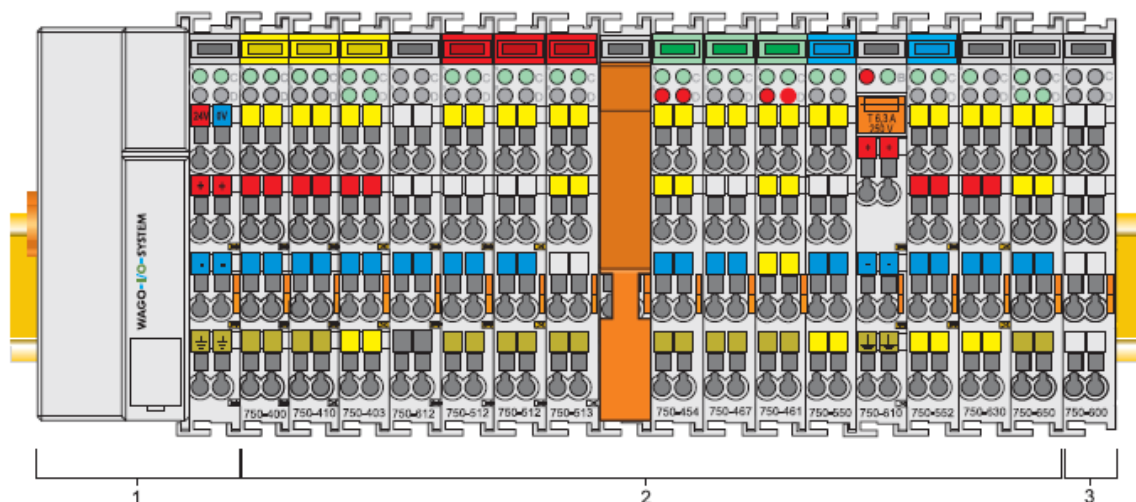 24V 0V
C C C C C C C C C C C C B C C C C
D D D D D D D D D D D D D D D D
T 6,3 A
250 V
+ +
+ +
- -
- -
WAGO-I/O-SYSTEM
750-400 750-410 750-403 750-612 750-512 750-512 750-513 750-454 750-467 750-461 750-550 750-610 750-552 750-630 750-650 750-600
1 2 3